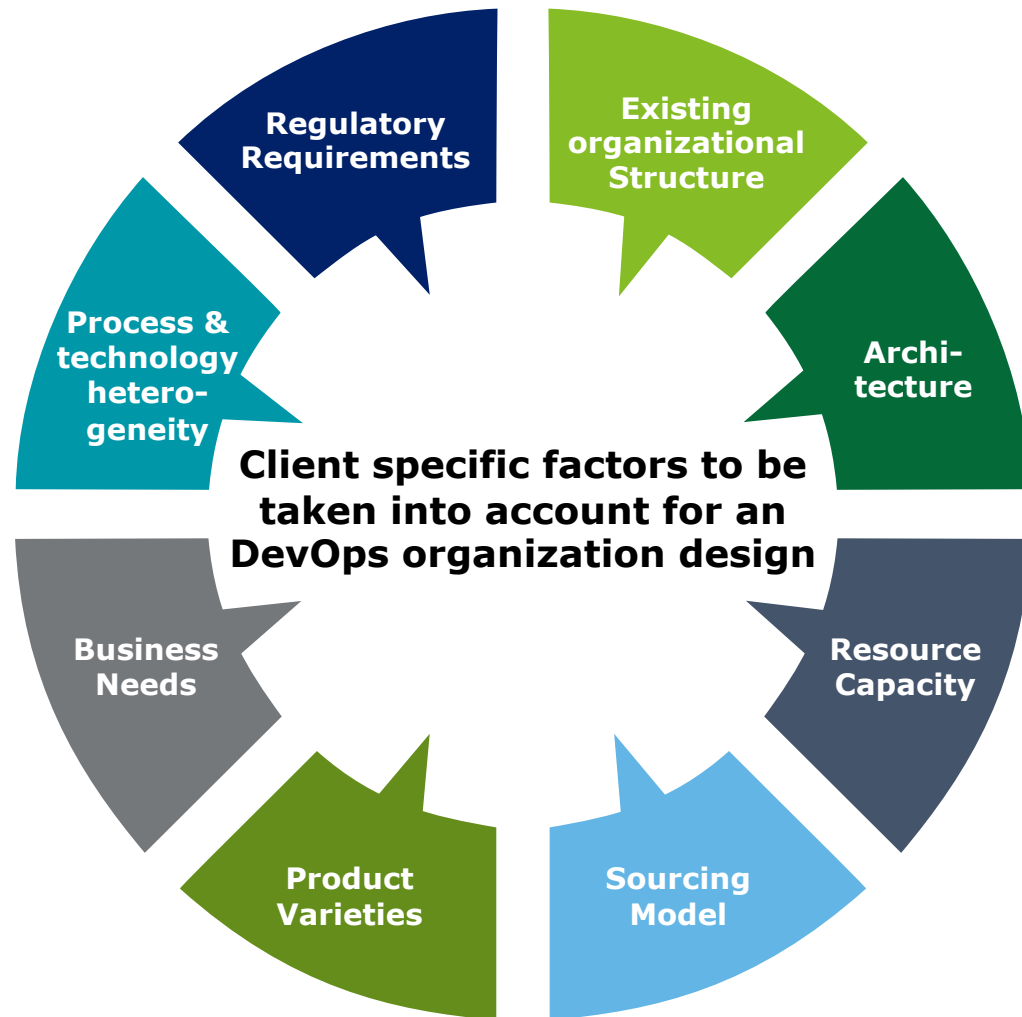 Regulatory
Requirements
Existing
organizational
Structure
Process &
technology
hetero-
geneity
Archi-
tecture
Client specific factors to be
taken into account for an
DevOps organization design
Business
Needs
Resource
Capacity
Product
Varieties
Sourcing
Model